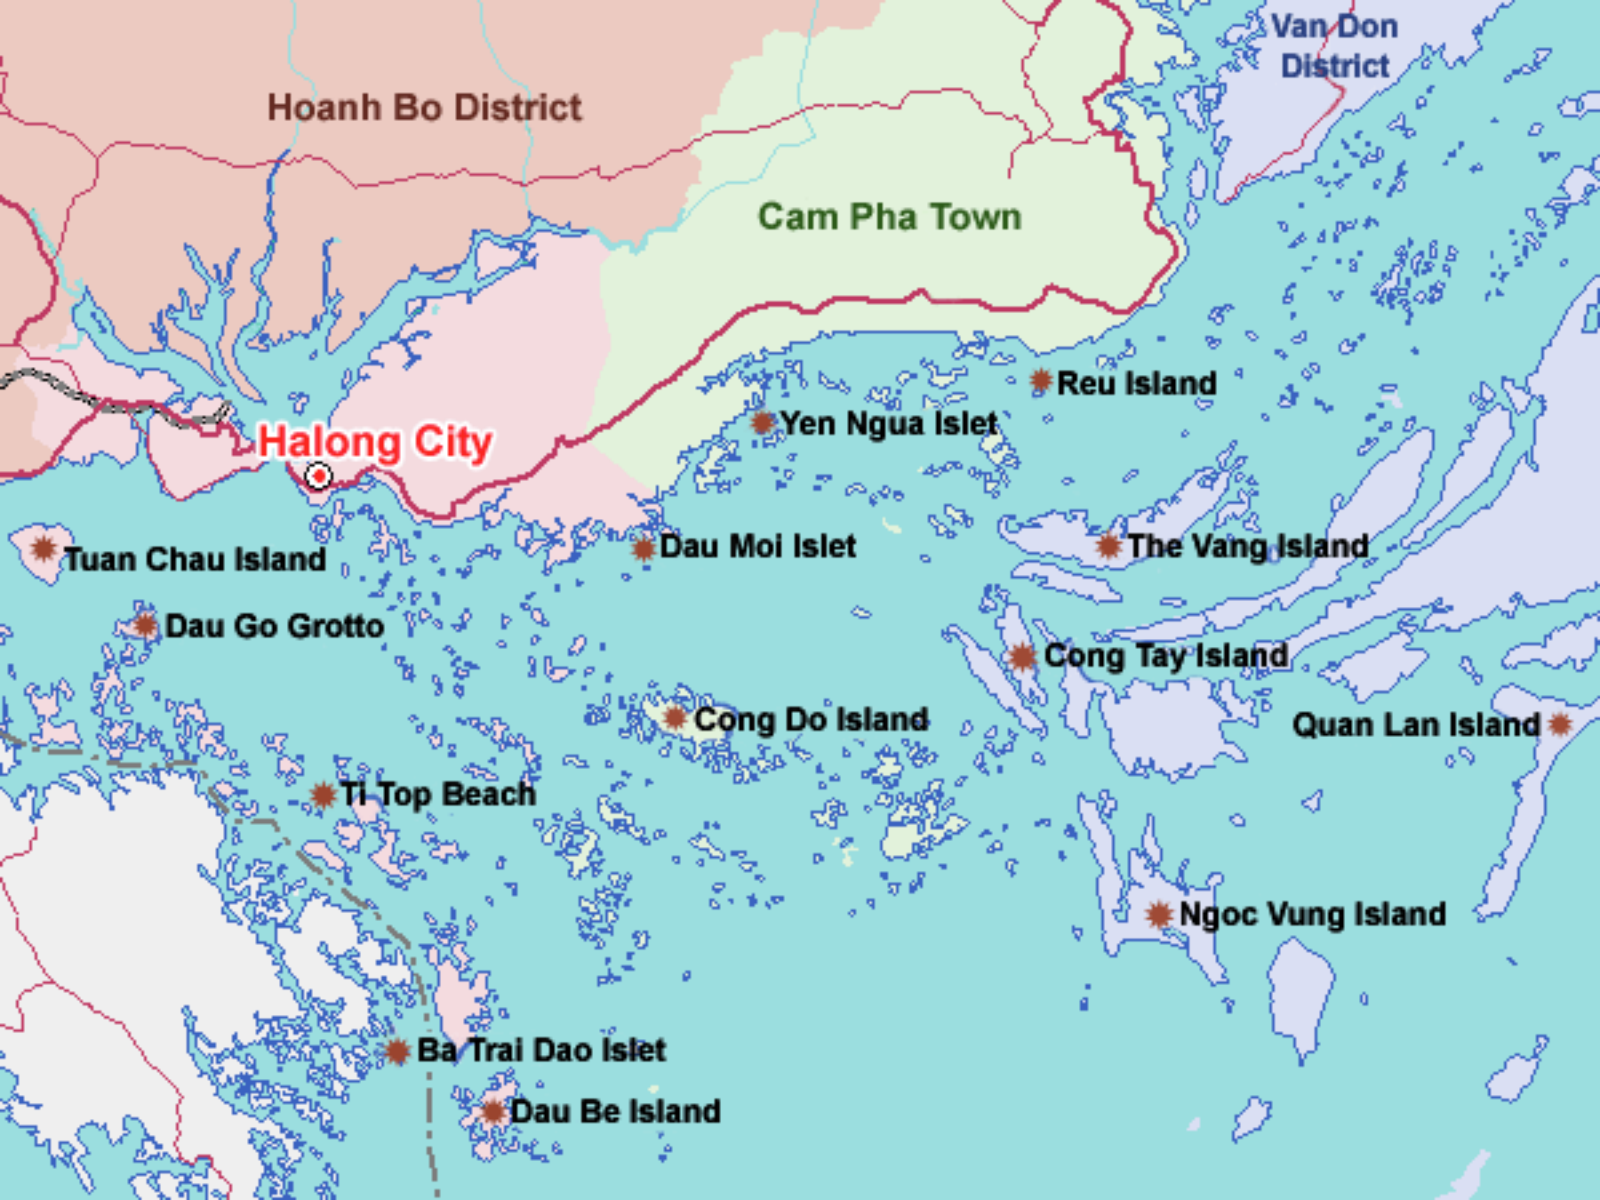 Van Don
District
Hoanh Bo District
Cam Pha Town
Reu Island
Yen Ngua Islet
Halong City
Dau Moi Islet
The Vang Island
Tuan Chau Island
Dau Go Grotto
Cong Tay Island
Cong Do Island
Quan Lan Island
Ti Top Beach
Ngoc Vung Island
Ba Trai Dao Islet
Dau Be Island